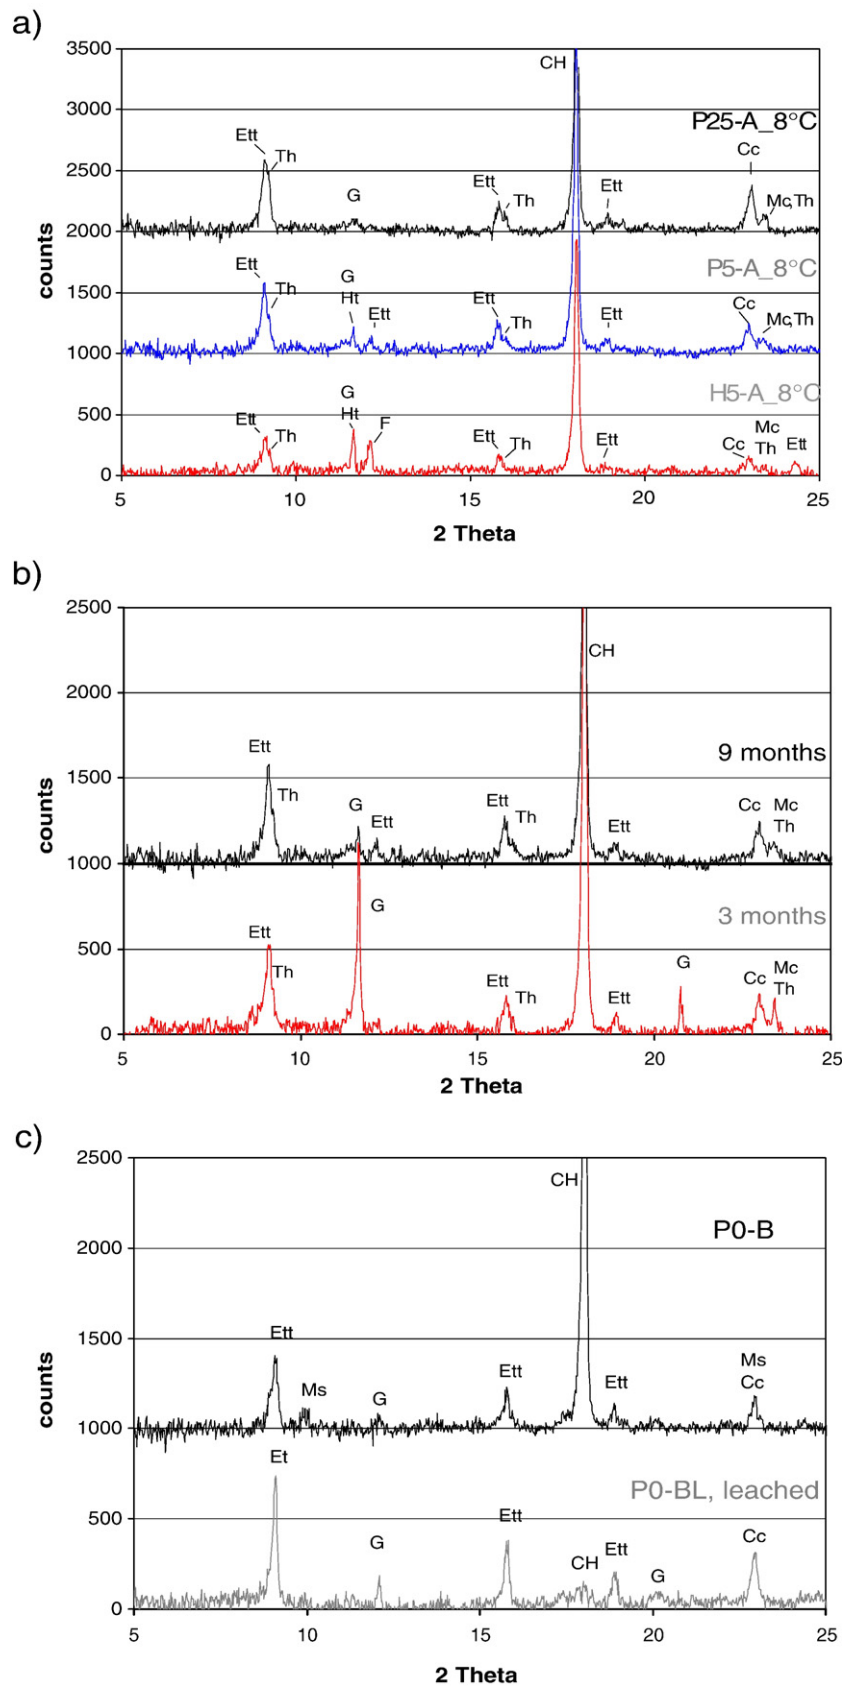 a)
3500
CH
3000
P25-A_8°C
Ett
Cc
Th
2500
G
Ett
Th
Ett
Mc,Th
2000
counts
Ett
P5-A_8°C
Th
G
Ht
Ett
Ett
Th
Ett
Cc
Mc,Th
1500
1000
H5-A_8°C
500
Ett
Th
G
Ht
F
Ett
Th
Ett
Cc
Mc
Th
Ett
0
5
10
15
20
25
2 Theta
b)
2500
CH
2000
9 months
Ett
1500
Th
G
Ett
Ett
Th
Ett
Cc
Mc
Th
counts
1000
G
3 months
Ett
Th
500
Ett
Th
Ett
G
Cc
Mc
Th
0
5
10
15
20
25
2 Theta
c)
2500
CH
P0-B
2000
1500
Ett
Ms
G
Ett
Ett
Ms
Cc
counts
1000
Et
P0-BL, leached
500
G
Ett
CH
Ett
G
Cc
0
5
10
15
20
25
2 Theta